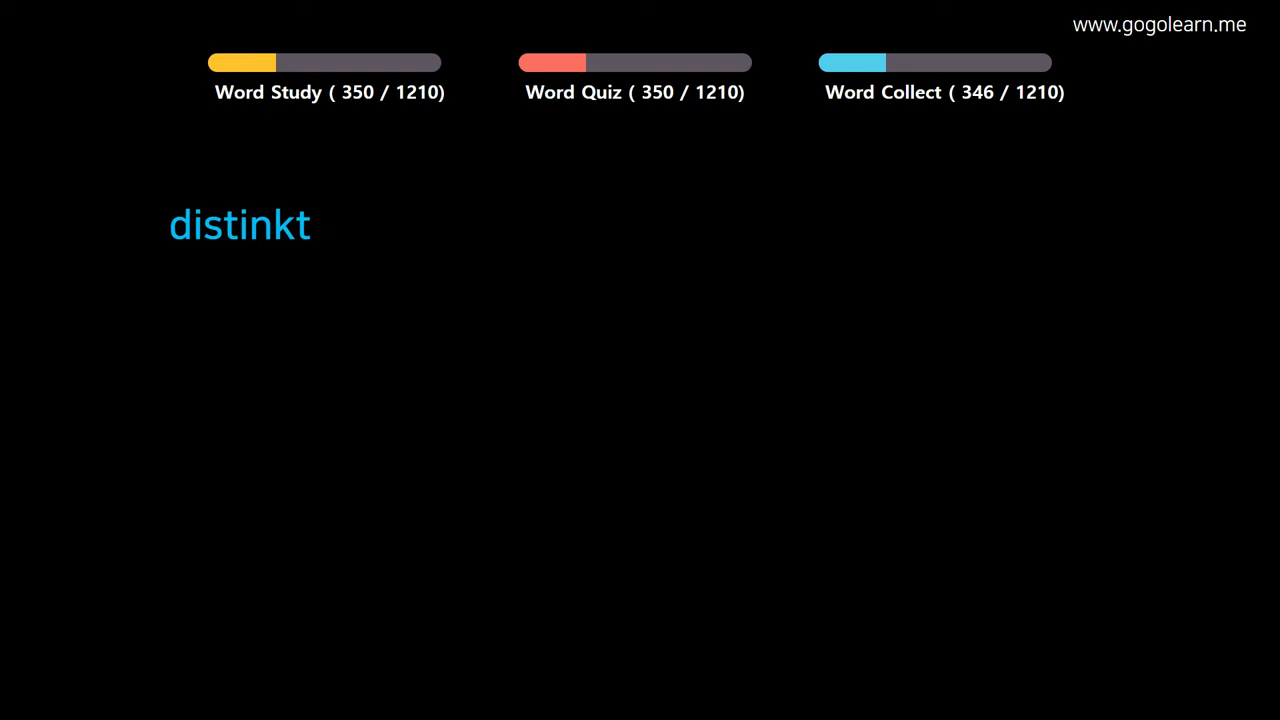 www.gogolearn.me
Word Study ( 350 / 1210)
Word Quiz ( 350 / 1210)
Word Collect ( 346 / 1210)
distinkt